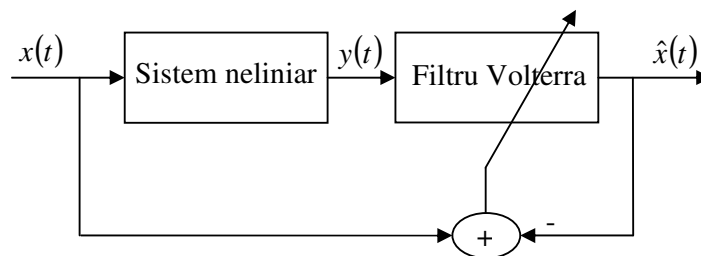 x(t)
Sistem neliniar
y(t)
Filtru Volterra
x̂(t)
+
-